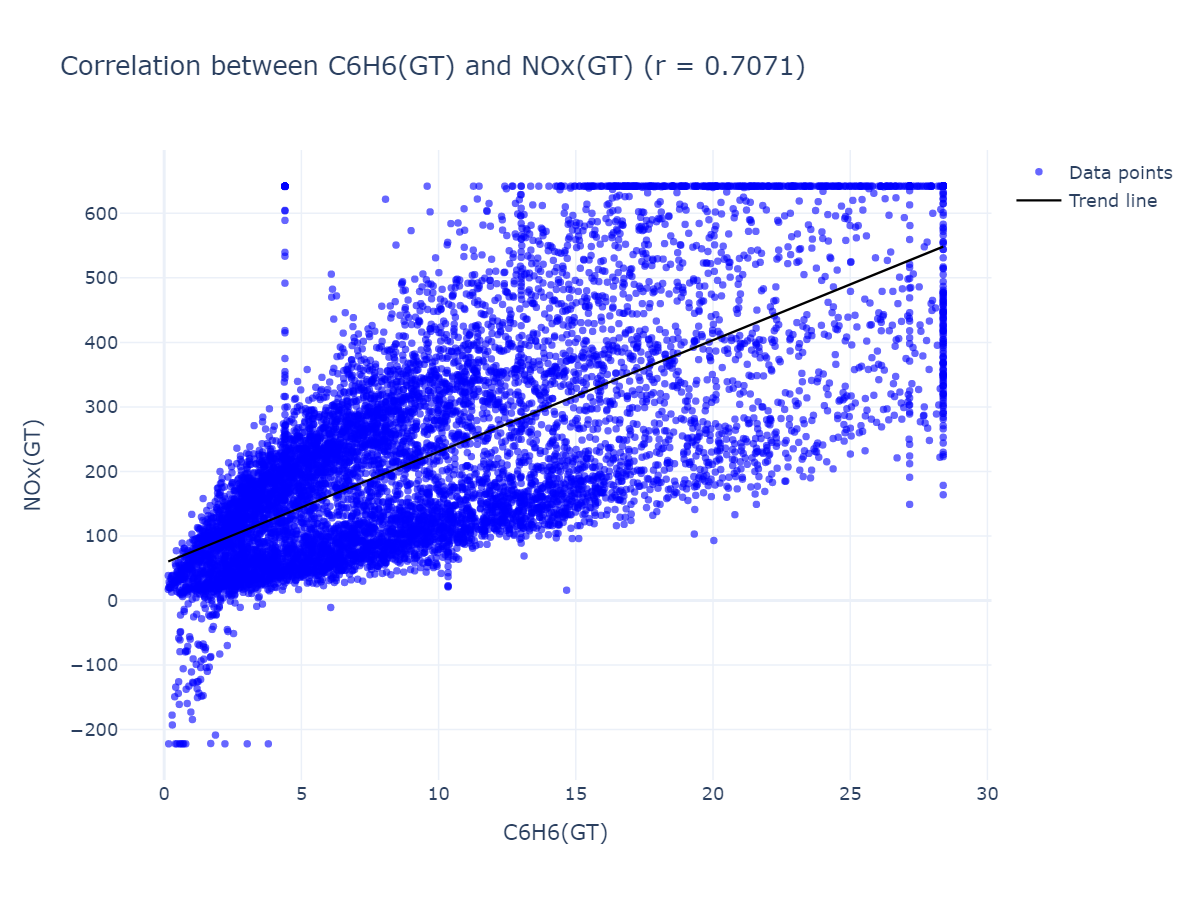 Correlation between C6H6(GT) and NOx(GT) (r = 0.7071)
Data points
Trend line
600
500
400
300
200
100
0
−100
−200
NOx(GT)
0 5 10 15 20 25 30
C6H6(GT)